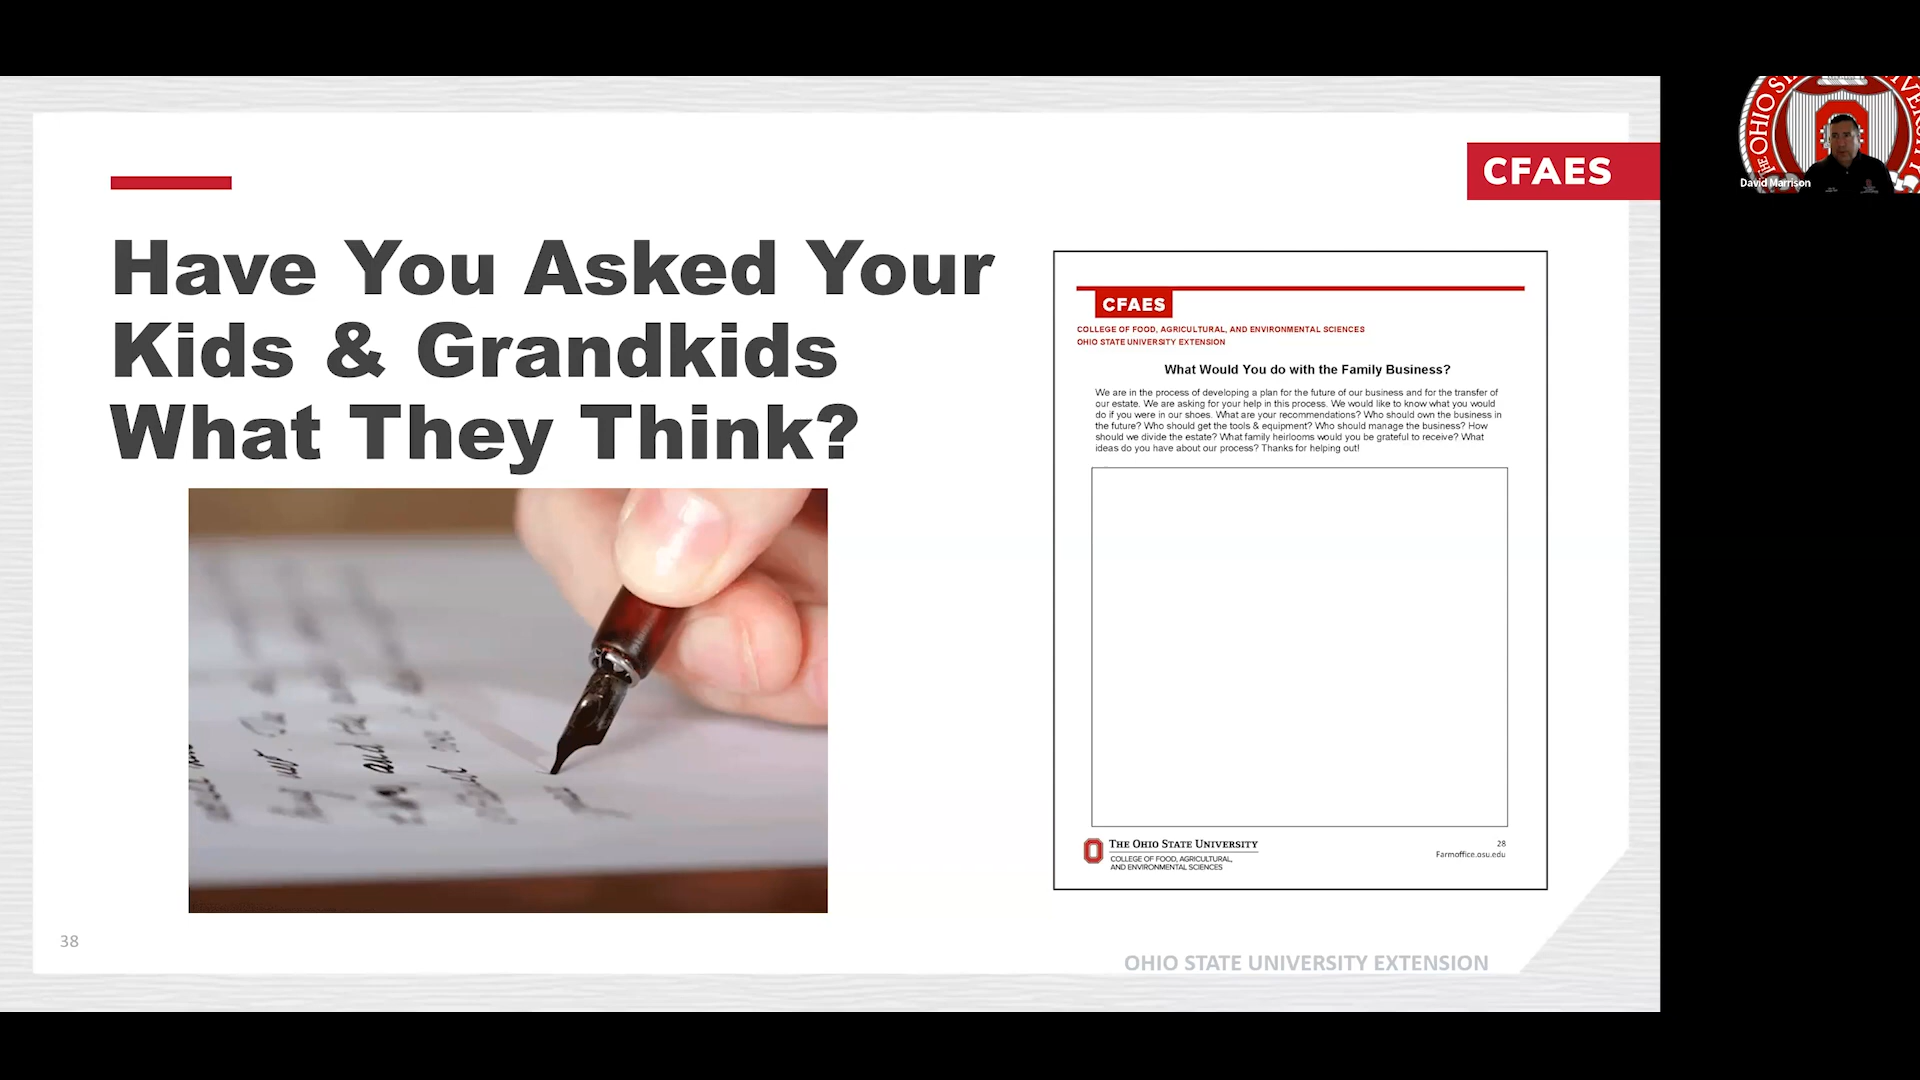 CFAES
THE OHIO STATE UNIVERSITY
David Marrison
Have You Asked Your
Kids & Grandkids
What They Think?
CFAES
COLLEGE OF FOOD, AGRICULTURAL, AND ENVIRONMENTAL SCIENCES
OHIO STATE UNIVERSITY EXTENSION
What Would You do with the Family Business?
We are in the process of developing a plan for the future of our business and for the transfer of
our estate. We are asking for your help in this process. We would like to know what you would
do if you were in our shoes. What are your recommendations? Who should own the business in
the future? Who should get the tools & equipment? Who should manage the business? How
should we divide the estate? What family heirlooms would you be grateful to receive? What
ideas do you have about our process? Thanks for helping out!
THE OHIO STATE UNIVERSITY
COLLEGE OF FOOD, AGRICULTURAL,
AND ENVIRONMENTAL SCIENCES
28
Farmoffice.osu.edu
38
OHIO STATE UNIVERSITY EXTENSION